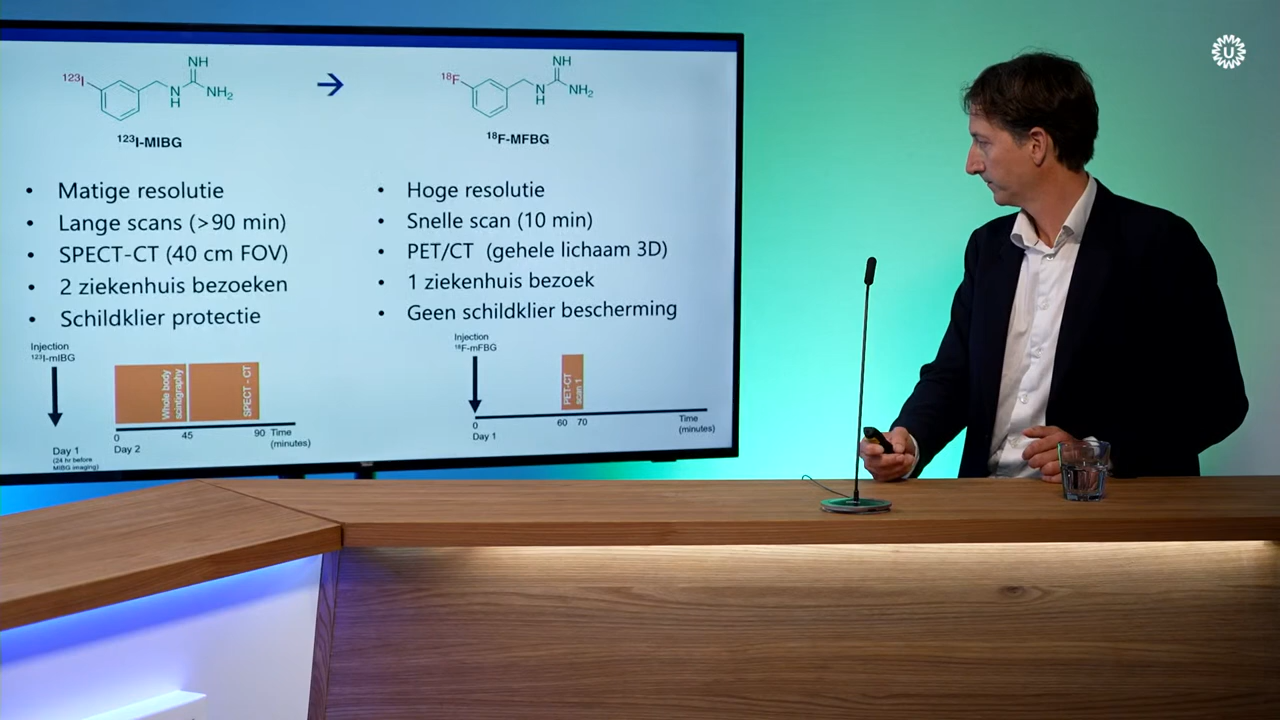 123I
NH
N
H
NH2
123I-MIBG
→
18F
NH
N
H
NH2
18F-MFBG
• Matige resolutie
• Lange scans (>90 min)
• SPECT-CT (40 cm FOV)
• 2 ziekenhuis bezoeken
• Schildklier protectie
Injection
123I-mIBG
Day 1
(24 hr before
MIBG imaging)
Whole body
scintigraphy
SPECT - CT
0
45
90
Time
(minutes)
Day 2
• Hoge resolutie
• Snelle scan (10 min)
• PET/CT (gehele lichaam 3D)
• 1 ziekenhuis bezoek
• Geen schildklier bescherming
Injection
18F-mFBG
PET-CT
scan 1
0
60
70
Time
(minutes)
Day 1
U